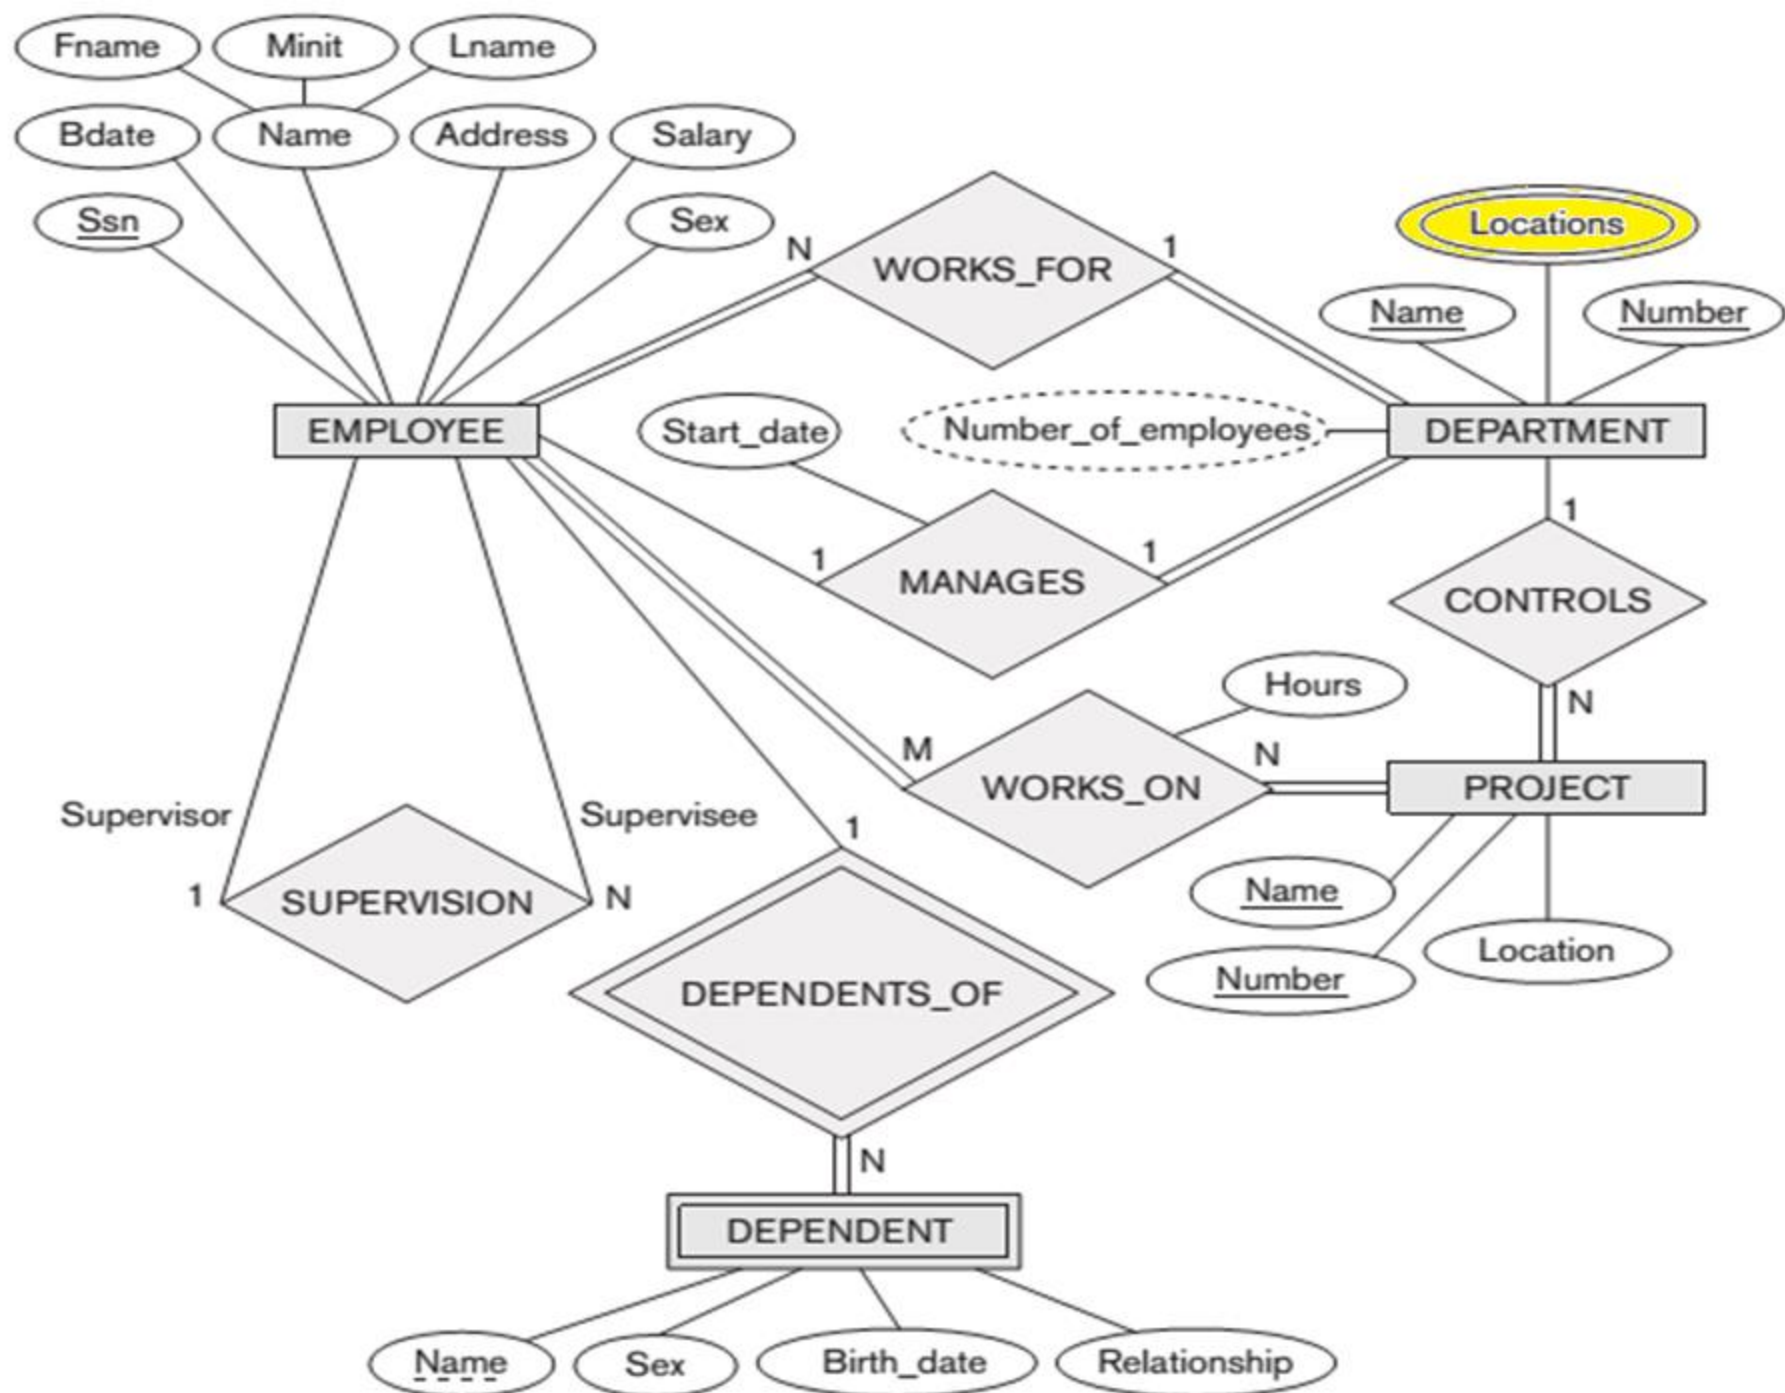 Fname Minit Lname
Bdate Name Address Salary
Ssn Sex
N WORKS_FOR 1
Locations
Name Number
EMPLOYEE Start_date Number_of_employees DEPARTMENT
1 MANAGES 1
1
CONTROLS
N
Hours
M WORKS_ON N PROJECT
Supervisor Supervisee
1 SUPERVISION N
1
Name
Number Location
DEPENDENTS_OF
N
DEPENDENT
Name Sex Birth_date Relationship